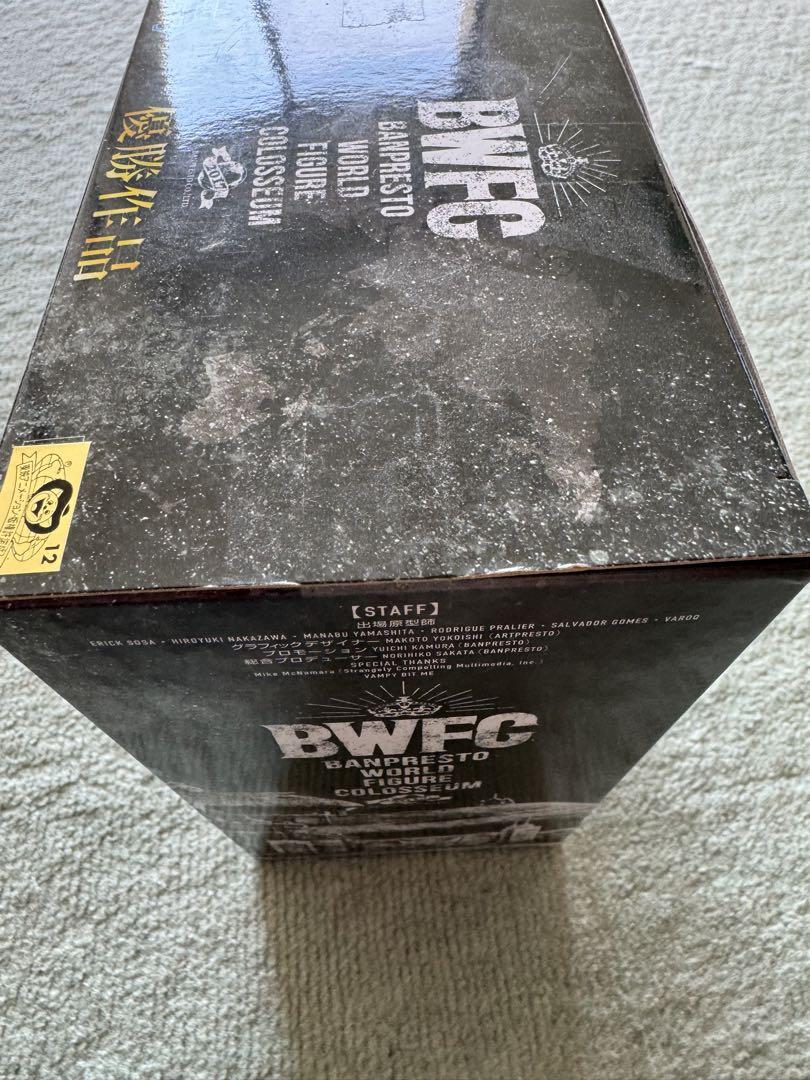 BWFC
BANPRESTO
WORLD
FIGURE
COLOSSEUM
優勝作品
12
【STAFF】
出場原型師
ERICK SOSA・HIROYUKI NAKAZAWA・MANABU YAMASHITA・RODRIGUE PRALIER・SALVADOR GOMES・VAROQ
グラフィックデザイナー MAKOTO YOKOISHI (ARTPRESTO)
プロモーション YUICHI KAMURA (BANPRESTO)
総合プロデューサー NORIHIKO SAKATA (BANPRESTO)
SPECIAL THANKS
Mike McNamara (Strangely Compelling Multimedia, Inc.)
VAMPY BIT ME
BWFC
BANPRESTO
WORLD
FIGURE
COLOSSEUM